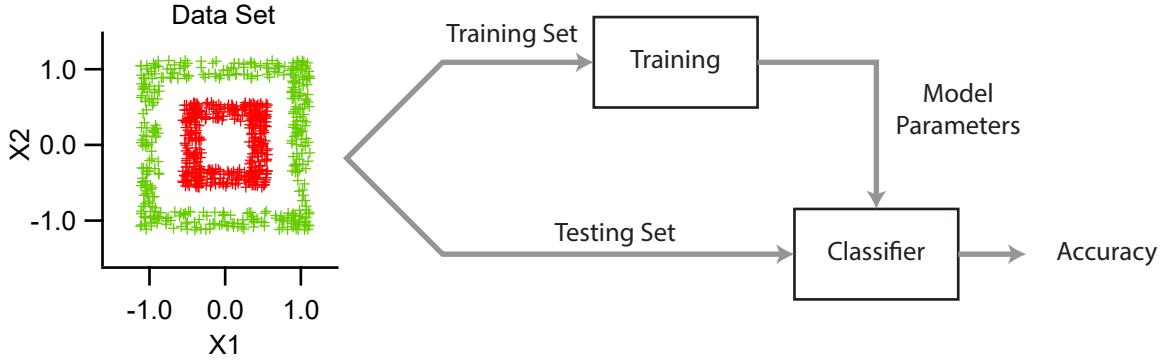 Data Set
X2
1.0
0.0
-1.0
-1.0 0.0 1.0
X1
Training Set
Training
Model
Parameters
Testing Set
Classifier
Accuracy